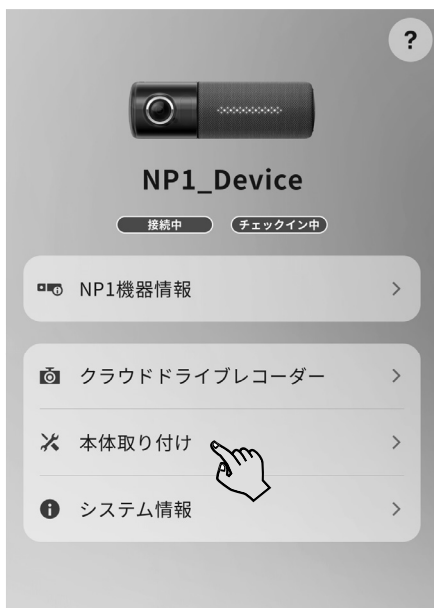 ?
NP1_Device
接続中 チェックイン中
NP1機器情報
クラウドドライブレコーダー
本体取り付け
システム情報